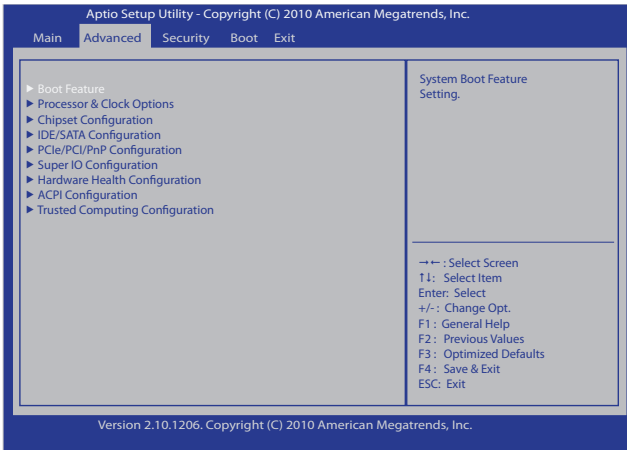 Aptio Setup Utility - Copyright (C) 2010 American Megatrends, Inc.
Main Advanced Security Boot Exit
▶ Boot Feature
▶ Processor & Clock Options
▶ Chipset Configuration
▶ IDE/SATA Configuration
▶ PCIe/PCI/PnP Configuration
▶ Super IO Configuration
▶ Hardware Health Configuration
▶ ACPI Configuration
▶ Trusted Computing Configuration
System Boot Feature
Setting.
→←: Select Screen
↑↓: Select Item
Enter: Select
+/-: Change Opt.
F1: General Help
F2: Previous Values
F3: Optimized Defaults
F4: Save & Exit
ESC: Exit
Version 2.10.1206. Copyright (C) 2010 American Megatrends, Inc.